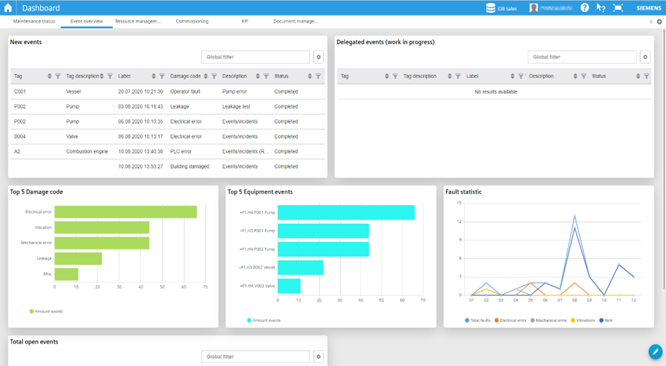 Dashboard
DB Sales
SIEMENS
Maintenance status Event overview Resource managem... Commissioning KPI Document manage...
New events
Global filter
Tag Tag description Label Damage code Description Status
C001 Vessel 20.07.2020 10:21:30 Operator fault Pump error Completed
P002 Pump 03.08.2020 16:18:43 Leakage Leakage test Completed
P002 Pump 06.08.2020 10:10:36 Electrical error Events/incidents Completed
B004 Valve 06.08.2020 10:13:17 Electrical error Events/incidents Completed
A2 Combustion engine 10.08.2020 13:40:36 PLC error Events/incidents (R... Completed
10.08.2020 13:53:27 Building damaged Events/incidents Completed
Delegated events (work in progress)
Global filter
Tag Tag description Label Description Status
No results available
Top 5 Damage code
Electrical error
Vibration
Mechanical error
Leakage
0 10 20 30 40 50 60 70
Amount events
Top 5 Equipment events
=P1.H4.P001 Pump
=P1.H3.P001 Pump
=P1.H4.P002 Pump
=P1.H3.B002 Vessel
0 10 20 30 40 50 60 70
Amount events
Fault statistic
15
12
9
6
3
0
01 02 03 04 05 06 07 08 09 10 11 12
Total faults Electrical error Mechanical error Vibrations Rest
Total open events
Global filter